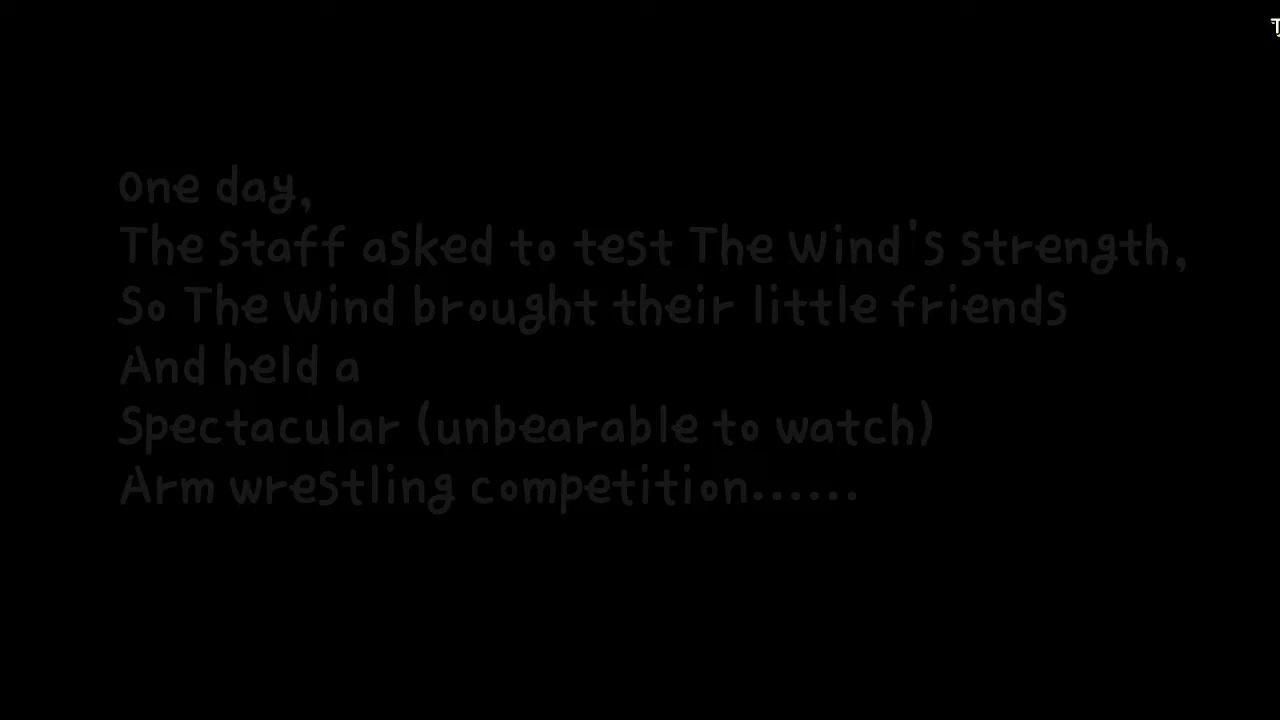 One day,
The Staff asked to test The Wind's Strength,
So The Wind brought their little friends
And held a
Spectacular (unbearable to watch)
Arm wrestling competition......
T